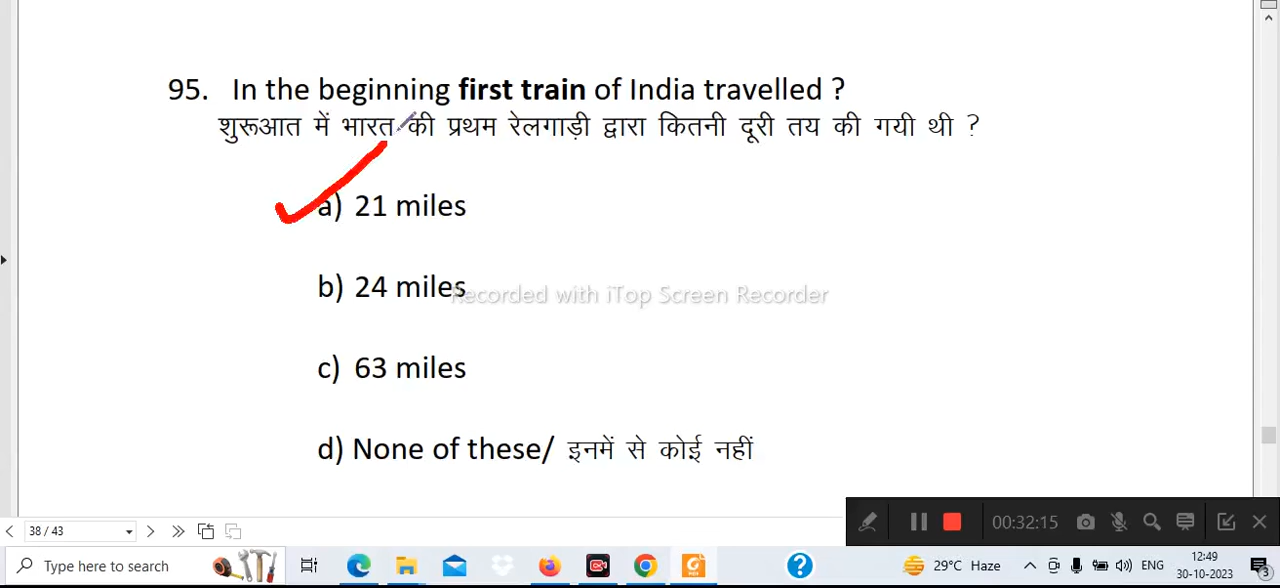 95. In the beginning first train of India travelled ?
शुरूआत में भारत की प्रथम रेलगाड़ी द्वारा कितनी दूरी तय की गयी थी ?
a) 21 miles
b) 24 miles
Recorded with iTop Screen Recorder
c) 63 miles
d) None of these/ इनमें से कोई नहीं
38 / 43
00:32:15
Type here to search
29°C Haze
ENG
12:49
30-10-2023
3